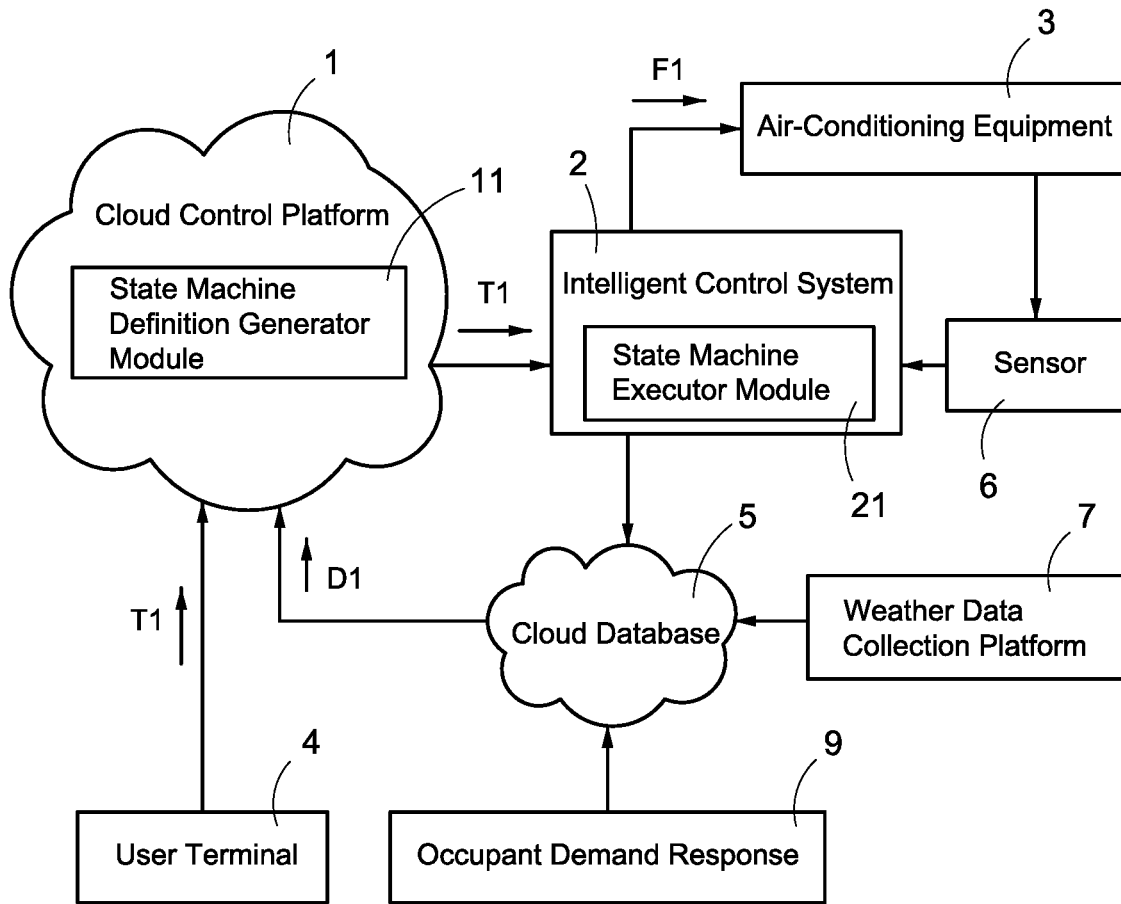 1
F1
3
Air-Conditioning Equipment
2
11
Cloud Control Platform
Intelligent Control System
State Machine
Definition Generator
Module
T1
State Machine
Executor Module
Sensor
21
6
5
7
D1
T1
Cloud Database
Weather Data
Collection Platform
4
9
User Terminal
Occupant Demand Response